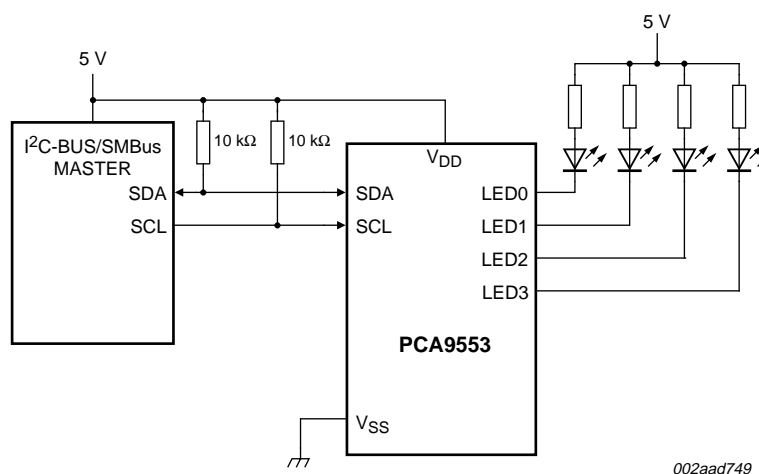 5 V
5 V
I²C-BUS/SMBus
MASTER
10 kΩ
10 kΩ
SDA
SCL
VDD
SDA
SCL
LED0
LED1
LED2
LED3
PCA9553
VSS
002aad749